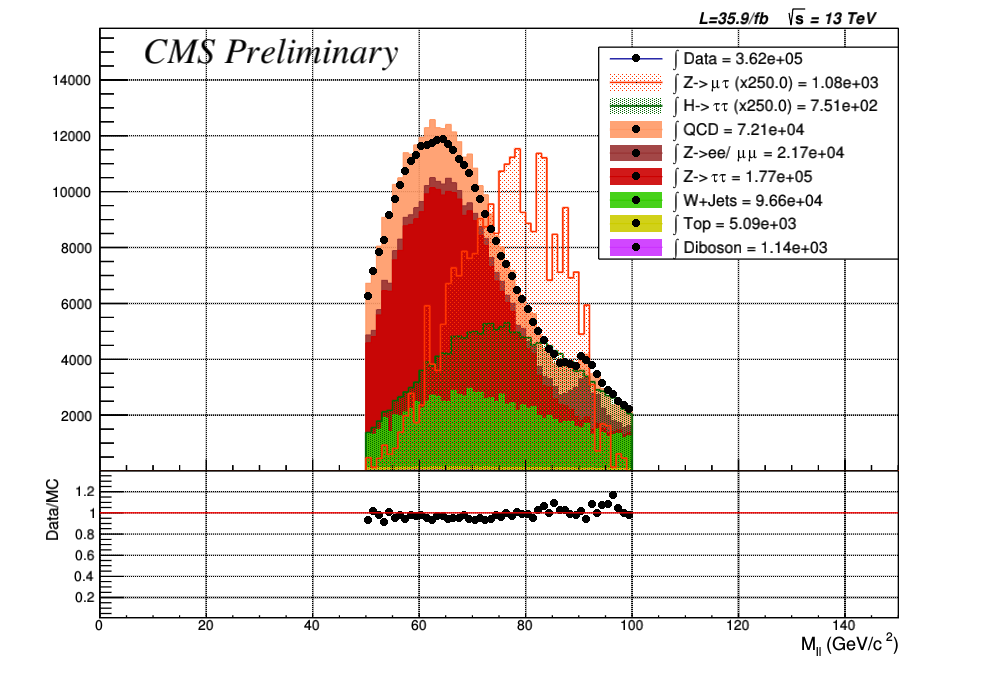 L=35.9/fb √s = 13 TeV
CMS Preliminary
∫ Data = 3.62e+05
∫ Z->μτ (x250.0) = 1.08e+03
∫ H->ττ (x250.0) = 7.51e+02
∫ QCD = 7.21e+04
∫ Z->ee/ μμ = 2.17e+04
∫ Z->ττ = 1.77e+05
∫ W+Jets = 9.66e+04
∫ Top = 5.09e+03
∫ Diboson = 1.14e+03
14000
12000
10000
8000
6000
4000
2000
Data/MC
1.2
1
0.8
0.6
0.4
0.2
0 20 40 60 80 100 120 140
M_ll (GeV/c²)